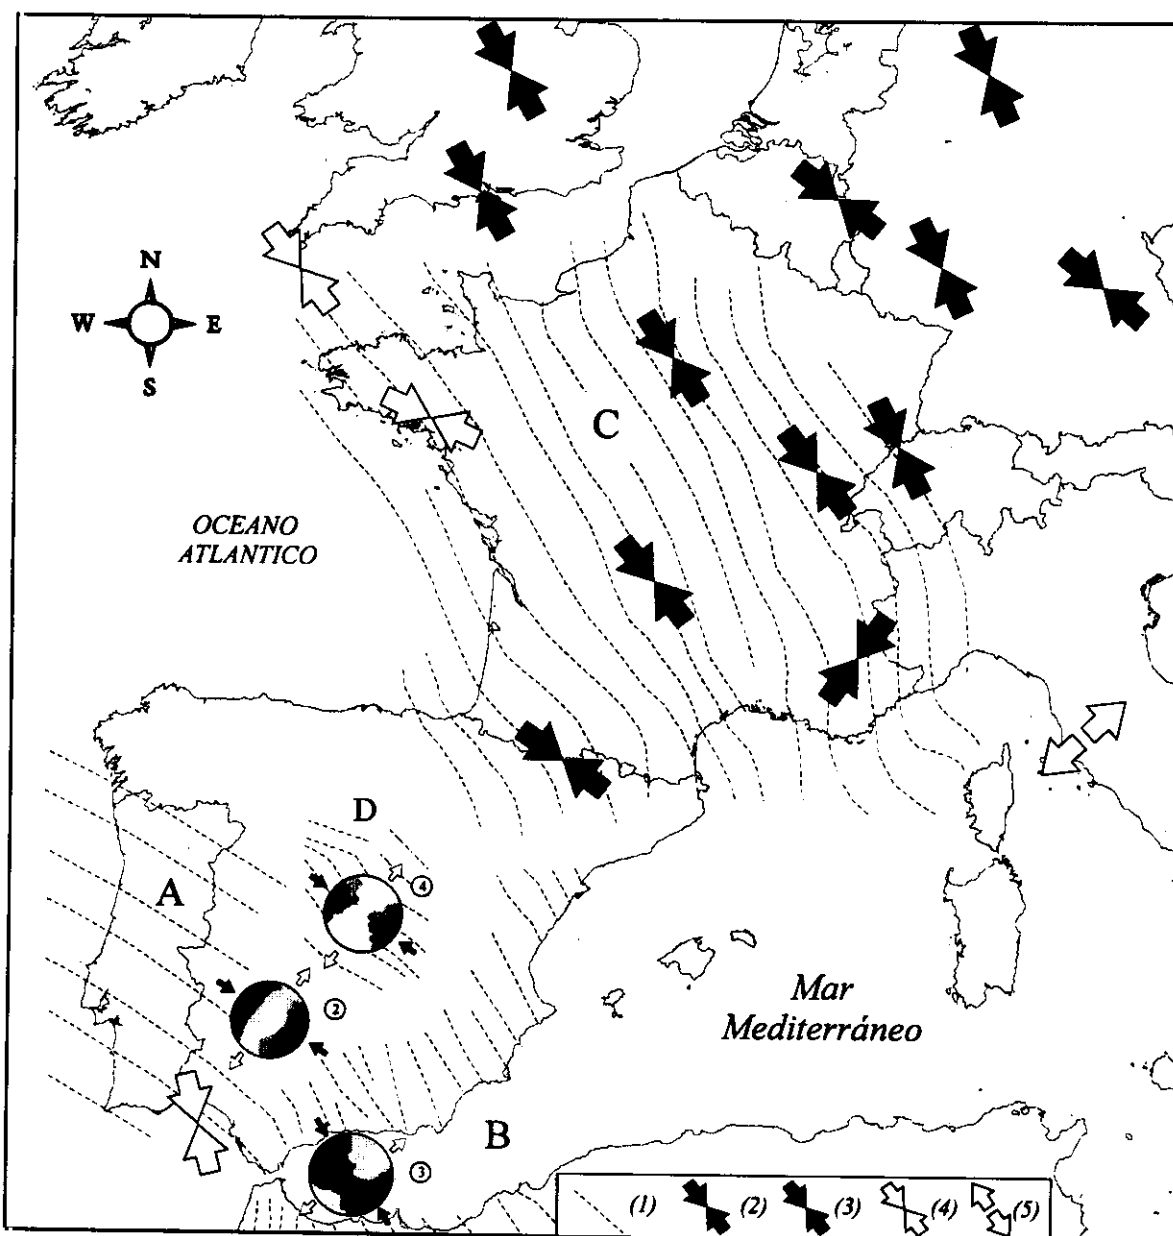 N
W E
S
C
OCEANO
ATLANTICO
D
A
④
②
Mar
Mediterráneo
B
③
(1) (2) (3) (4) (5)